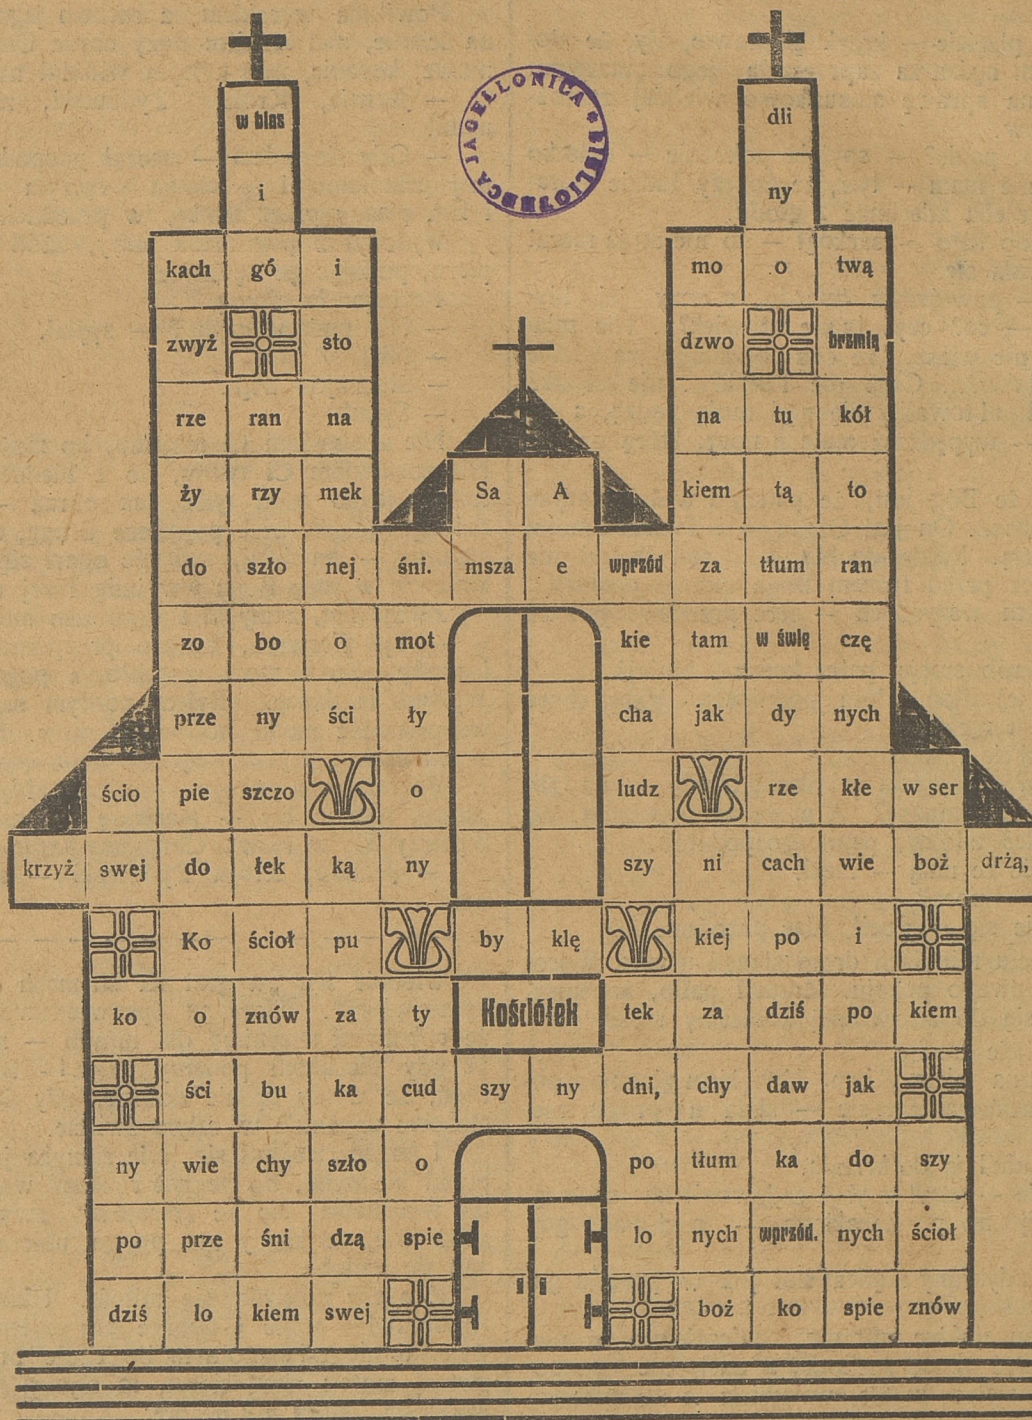 w blas dli
BIBLIOTHECA JAGELLONICA *
i ny
kach gó i mo o twą
zwyż sto dzwo brzmią
rze ran na na tu kół
ży rzy mek Sa A kiem tą to
do szło nej śni. msza e wprzód za tłum ran
zo bo o mot kie tam w świę czę
prze ny ści ły cha jak dy nych
ścio pie szczo o ludz rze kłe w ser
krzyż swej do łek ką ny szy ni cach wie boż drżą,
Ko ścioł pu by klę kiej po i
ko o znów za ty Kościółek tek za dziś po kiem
ści bu ka cud szy ny dni, chy daw jak
ny wie chy szło o po tłum ka do szy
po prze śni dzą spie lo nych wprzód. nych ścioł
dziś lo kiem swej boż ko spie znów